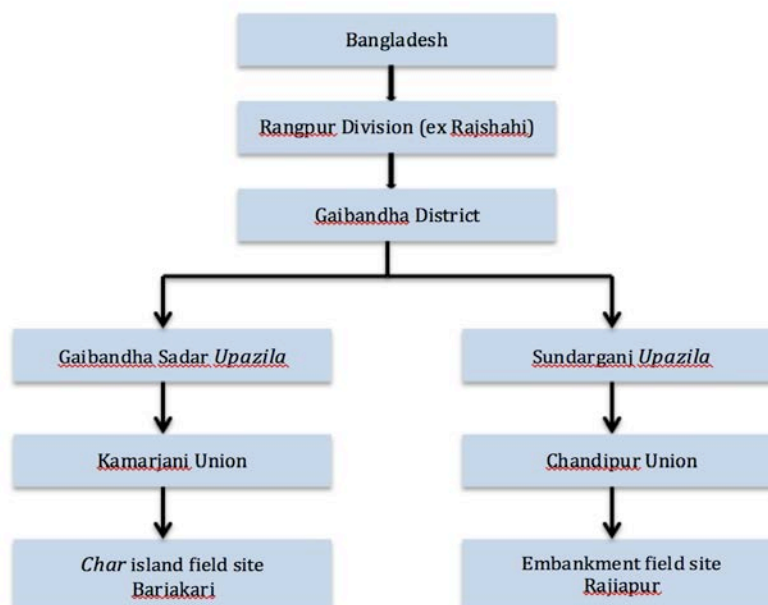 Bangladesh
Rangpur Division (ex Rajshahi)
Gaibandha District
Gaibandha Sadar Upazila
Sundarganj Upazila
Kamarjani Union
Chandipur Union
Char island field site
Bariakari
Embankment field site
Rajiapur